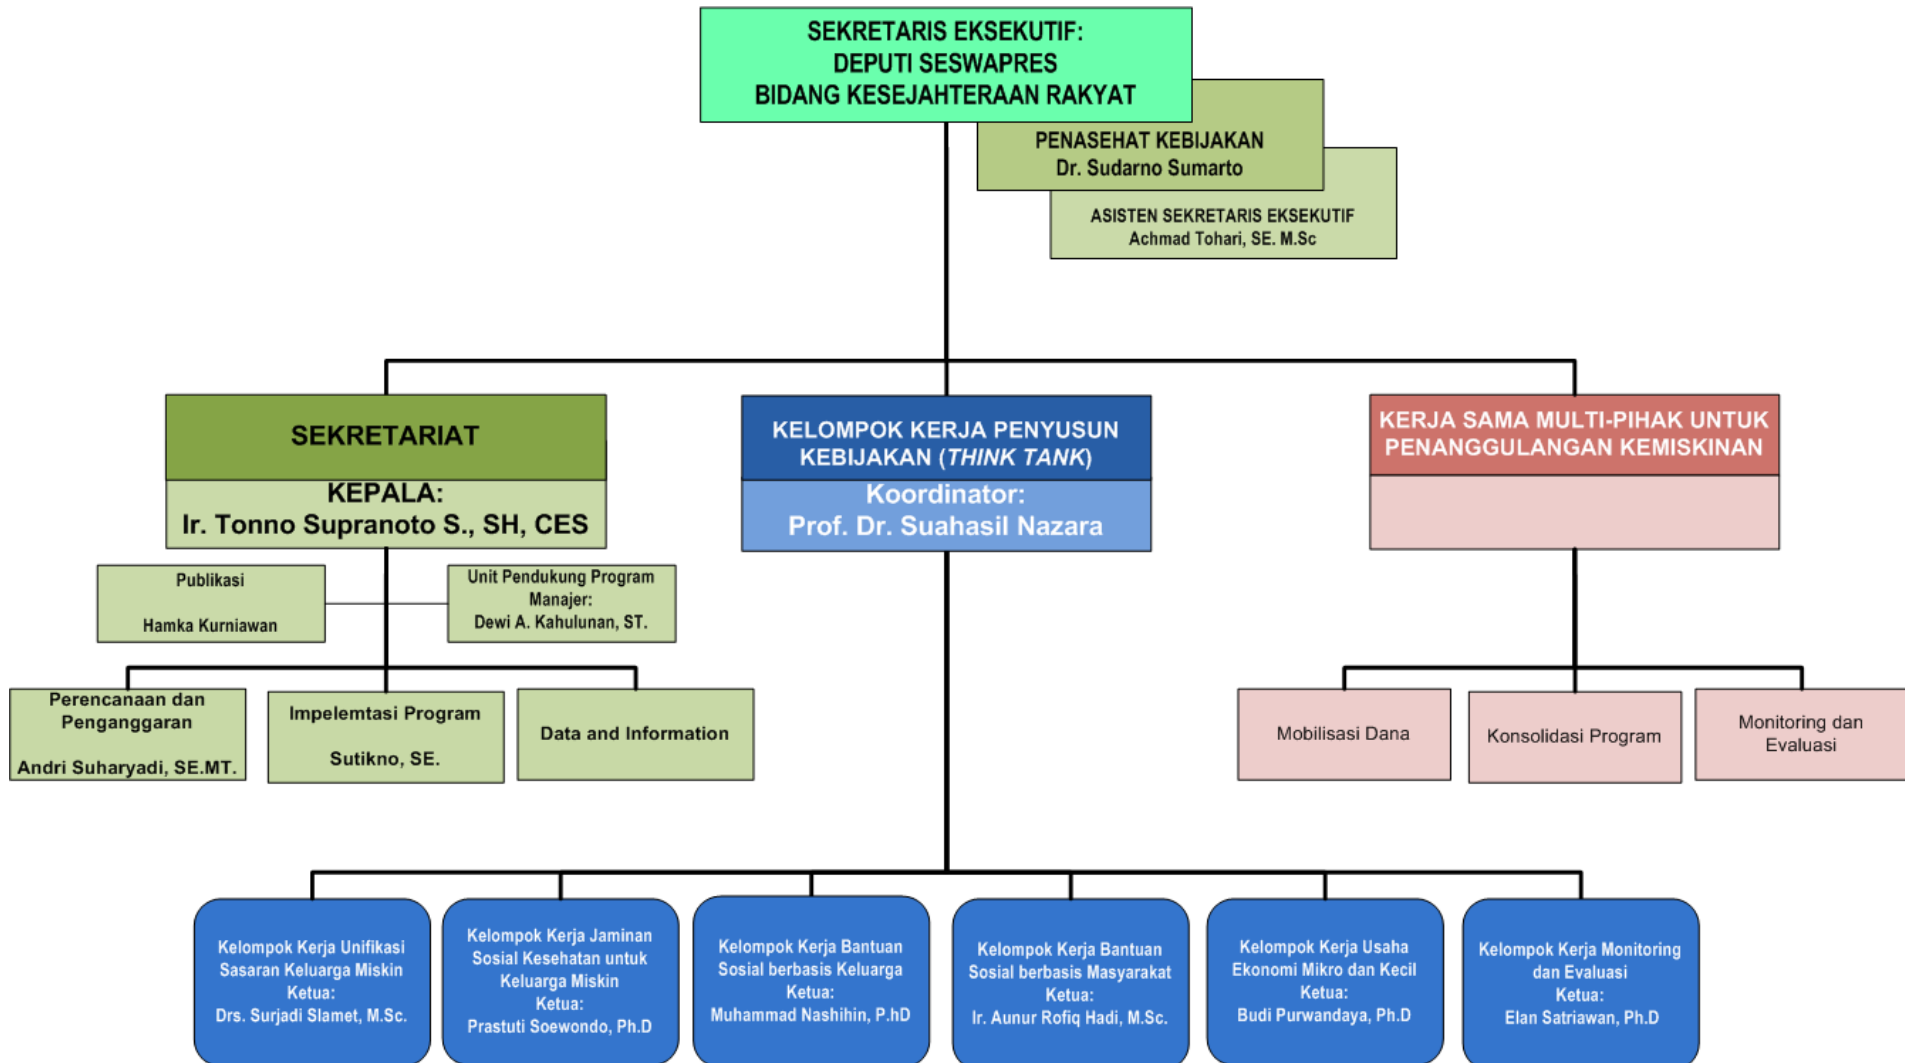 SEKRETARIS EKSEKUTIF:
DEPUTI SESWAPRES
BIDANG KESEJAHTERAAN RAKYAT
PENASEHAT KEBIJAKAN
Dr. Sudarno Sumarto
ASISTEN SEKRETARIS EKSEKUTIF
Achmad Tohari, SE. M.Sc
SEKRETARIAT
KEPALA:
Ir. Tonno Supranoto S., SH, CES
KELOMPOK KERJA PENYUSUN
KEBIJAKAN (THINK TANK)
Koordinator:
Prof. Dr. Suahasil Nazara
KERJA SAMA MULTI-PIHAK UNTUK
PENANGGULANGAN KEMISKINAN
Publikasi
Hamka Kurniawan
Unit Pendukung Program
Manajer:
Dewi A. Kahulunan, ST.
Perencanaan dan
Penganggaran
Andri Suharyadi, SE.MT.
Impelemtasi Program
Sutikno, SE.
Data and Information
Mobilisasi Dana
Konsolidasi Program
Monitoring dan
Evaluasi
Kelompok Kerja Unifikasi
Sasaran Keluarga Miskin
Ketua:
Drs. Surjadi Slamet, M.Sc.
Kelompok Kerja Jaminan
Sosial Kesehatan untuk
Keluarga Miskin
Ketua:
Prastuti Soewondo, Ph.D
Kelompok Kerja Bantuan
Sosial berbasis Keluarga
Ketua:
Muhammad Nashihin, P.hD
Kelompok Kerja Bantuan
Sosial berbasis Masyarakat
Ketua:
Ir. Aunur Rofiq Hadi, M.Sc.
Kelompok Kerja Usaha
Ekonomi Mikro dan Kecil
Ketua:
Budi Purwandaya, Ph.D
Kelompok Kerja Monitoring
dan Evaluasi
Ketua:
Elan Satriawan, Ph.D